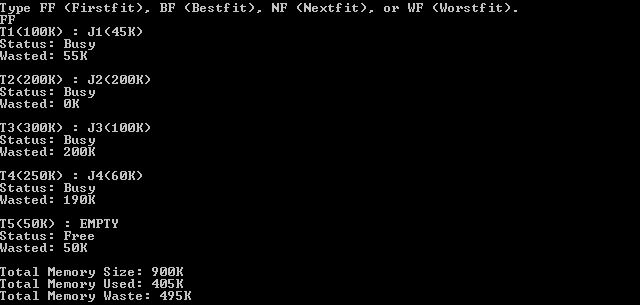 Type FF (Firstfit), BF (Bestfit), NF (Nextfit), or WF (Worstfit).
FF
T1(100K) : J1(45K)
Status: Busy
Wasted: 55K
T2(200K) : J2(200K)
Status: Busy
Wasted: 0K
T3(300K) : J3(100K)
Status: Busy
Wasted: 200K
T4(250K) : J4(60K)
Status: Busy
Wasted: 190K
T5(50K) : EMPTY
Status: Free
Wasted: 50K
Total Memory Size: 900K
Total Memory Used: 405K
Total Memory Waste: 495K